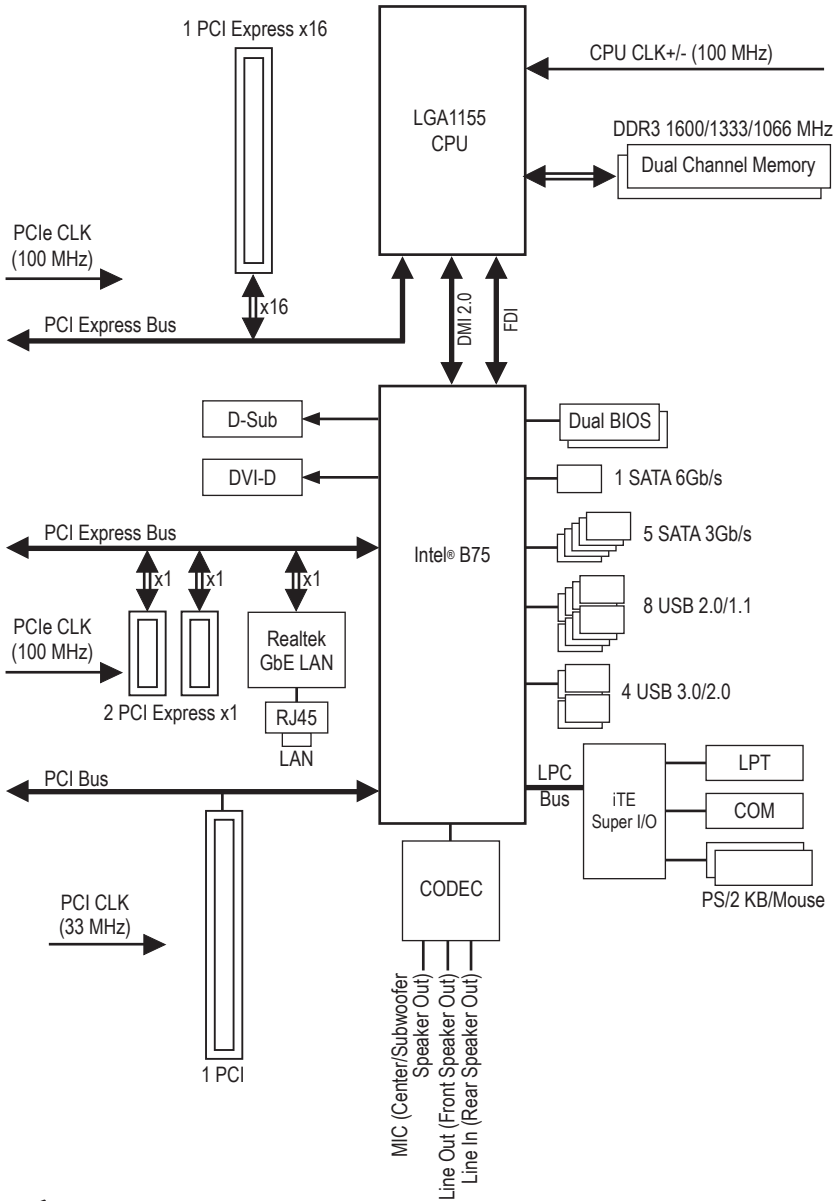 1 PCI Express x16
CPU CLK+/- (100 MHz)
LGA1155
CPU
DDR3 1600/1333/1066 MHz
Dual Channel Memory
PCIe CLK
(100 MHz)
x16
PCI Express Bus
DMI 2.0
FDI
D-Sub
Dual BIOS
DVI-D
1 SATA 6Gb/s
PCI Express Bus
5 SATA 3Gb/s
Intel® B75
x1
x1
x1
8 USB 2.0/1.1
PCIe CLK
(100 MHz)
Realtek
GbE LAN
4 USB 3.0/2.0
2 PCI Express x1
RJ45
LAN
PCI Bus
LPC
Bus
iTE
Super I/O
LPT
COM
PS/2 KB/Mouse
CODEC
PCI CLK
(33 MHz)
1 PCI
MIC (Center/Subwoofer
Speaker Out)
Line Out (Front Speaker Out)
Line In (Rear Speaker Out)